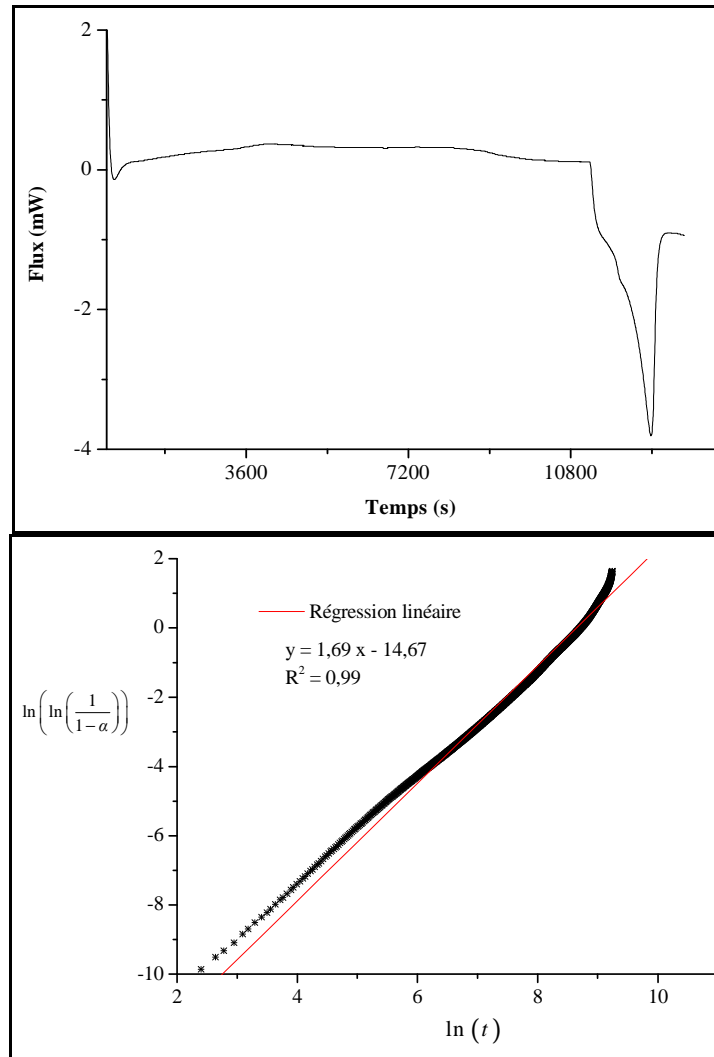 2
0
-2
-4
Flux (mW)
3600 7200 10800
Temps (s)
2
0
-2
-4
-6
-8
-10
Régression linéaire
y = 1,69 x - 14,67
R² = 0,99
ln(ln(1/(1−α)))
2 4 6 8 10
ln (t)